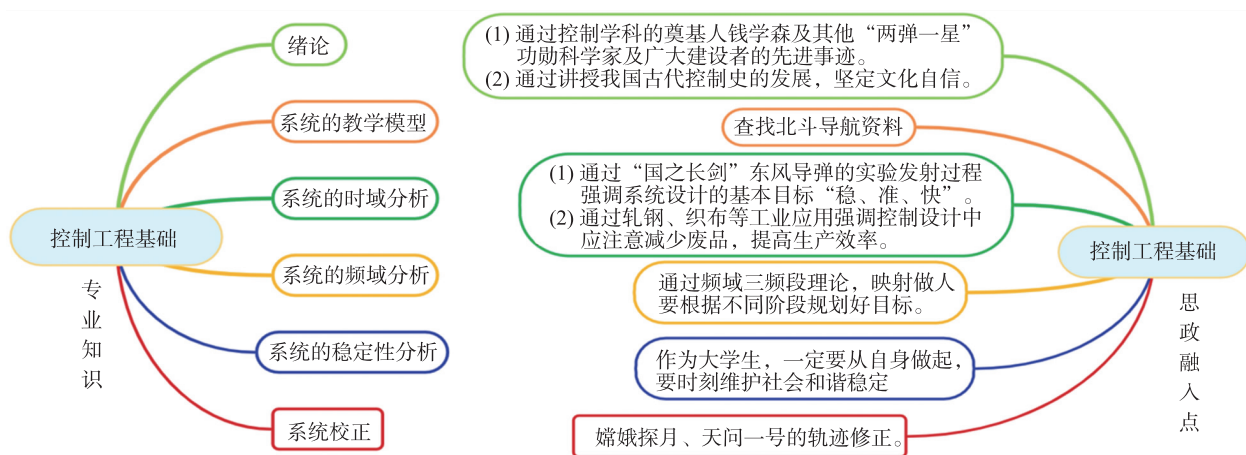 绪论
系统的教学模型
系统的时域分析
控制工程基础
系统的频域分析
专业知识
系统的稳定性分析
系统校正
(1) 通过控制学科的奠基人钱学森及其他“两弹一星”
功勋科学家及广大建设者的先进事迹。
(2) 通过讲授我国古代控制史的发展，坚定文化自信。
查找北斗导航资料
(1) 通过“国之长剑”东风导弹的实验发射过程
强调系统设计的基本目标“稳、准、快”。
(2) 通过轧钢、织布等工业应用强调控制设计中
应注意减少废品，提高生产效率。
控制工程基础
通过频域三频段理论，映射做人
要根据不同阶段规划好目标。
思政融入点
作为大学生，一定要从自身做起，
要时刻维护社会和谐稳定
嫦娥探月、天问一号的轨迹修正。